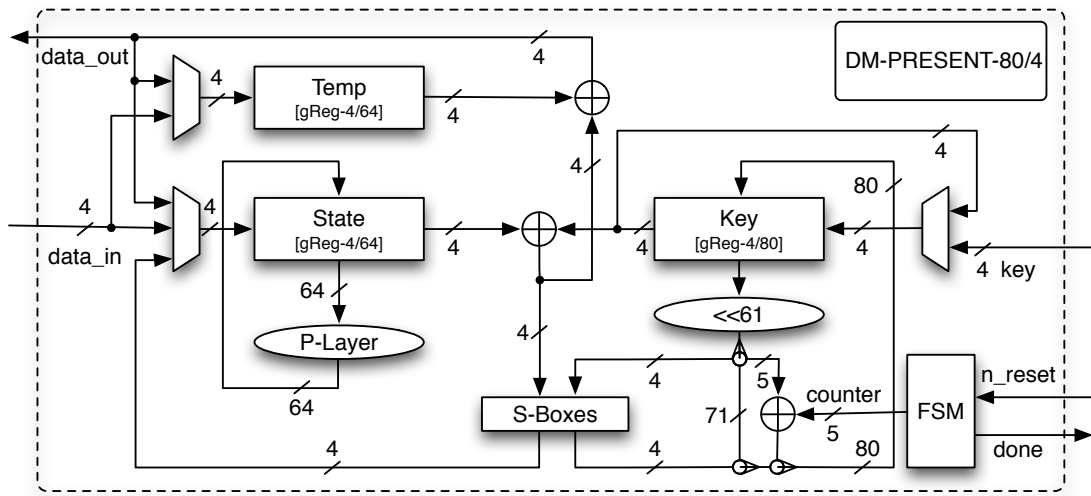 data_out
4
DM-PRESENT-80/4
4
Temp
[gReg-4/64]
4
4
4
80
4
State
[gReg-4/64]
4
4
Key
[gReg-4/80]
4
4
data_in
4 key
64
<<61
P-Layer
4
64
4
5
counter
5
n_reset
FSM
done
S-Boxes
71
4
4
80